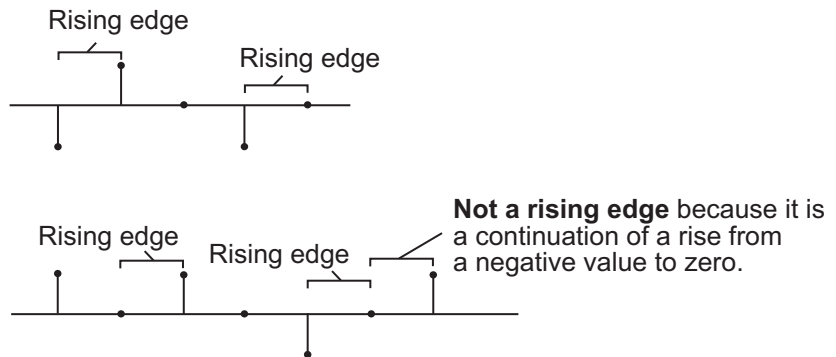 Rising edge
Rising edge
Not a rising edge because it is
a continuation of a rise from
a negative value to zero.
Rising edge
Rising edge